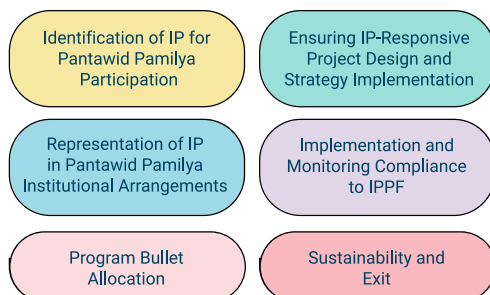 Identification of IP for
Pantawid Pamilya
Participation
Ensuring IP-Responsive
Project Design and
Strategy Implementation
Representation of IP
in Pantawid Pamilya
Institutional Arrangements
Implementation and
Monitoring Compliance
to IPPF
Program Bullet
Allocation
Sustainability and
Exit